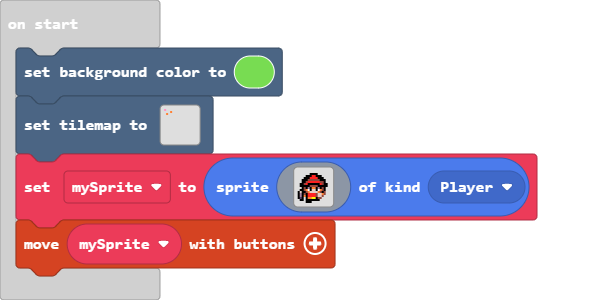 on start
set background color to
set tilemap to
set mySprite to sprite of kind Player
move mySprite with buttons